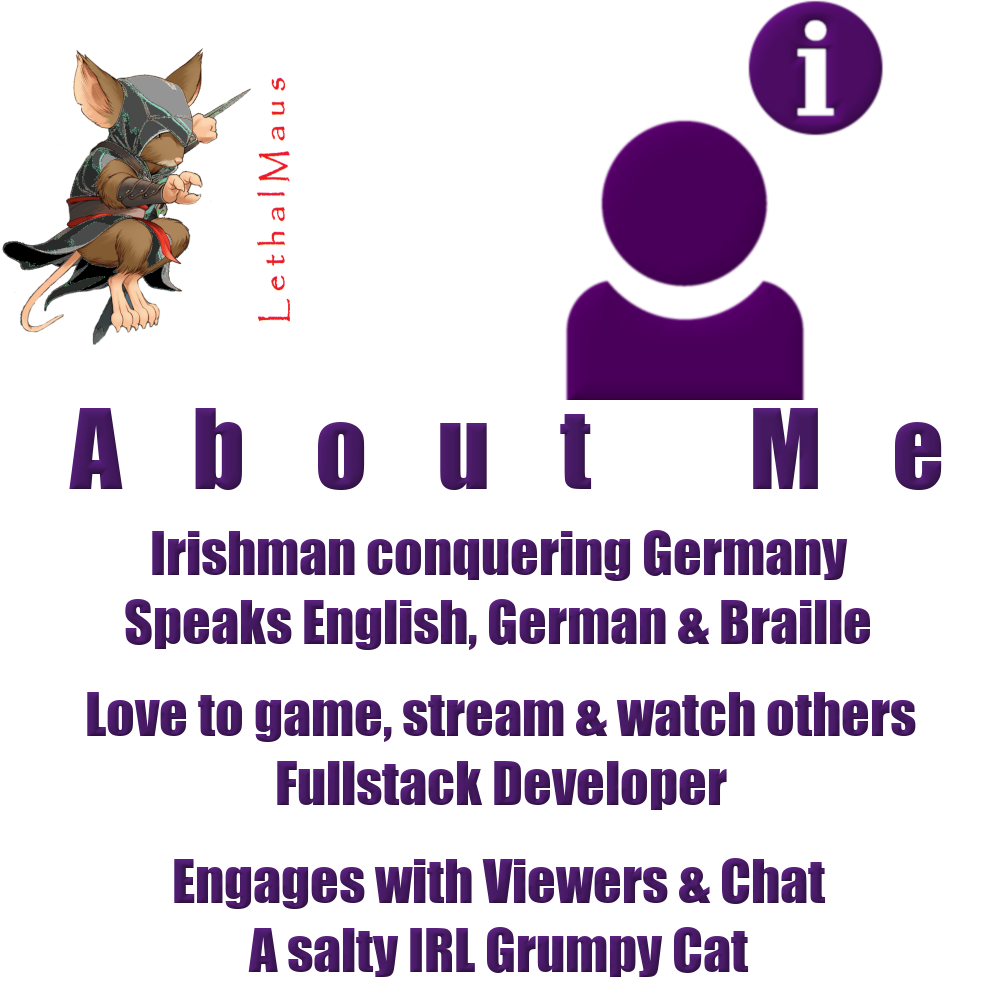 LethalMaus
i
About Me
Irishman conquering Germany
Speaks English, German & Braille
Love to game, stream & watch others
Fullstack Developer
Engages with Viewers & Chat
A salty IRL Grumpy Cat